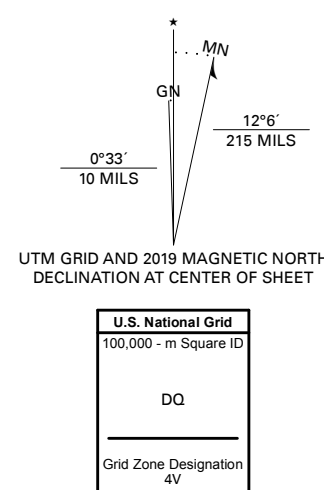 ★
MN
GN
12°6´
215 MILS
0°33´
10 MILS
UTM GRID AND 2019 MAGNETIC NORTH
DECLINATION AT CENTER OF SHEET
U.S. National Grid
100,000 - m Square ID
DQ
Grid Zone Designation
4V